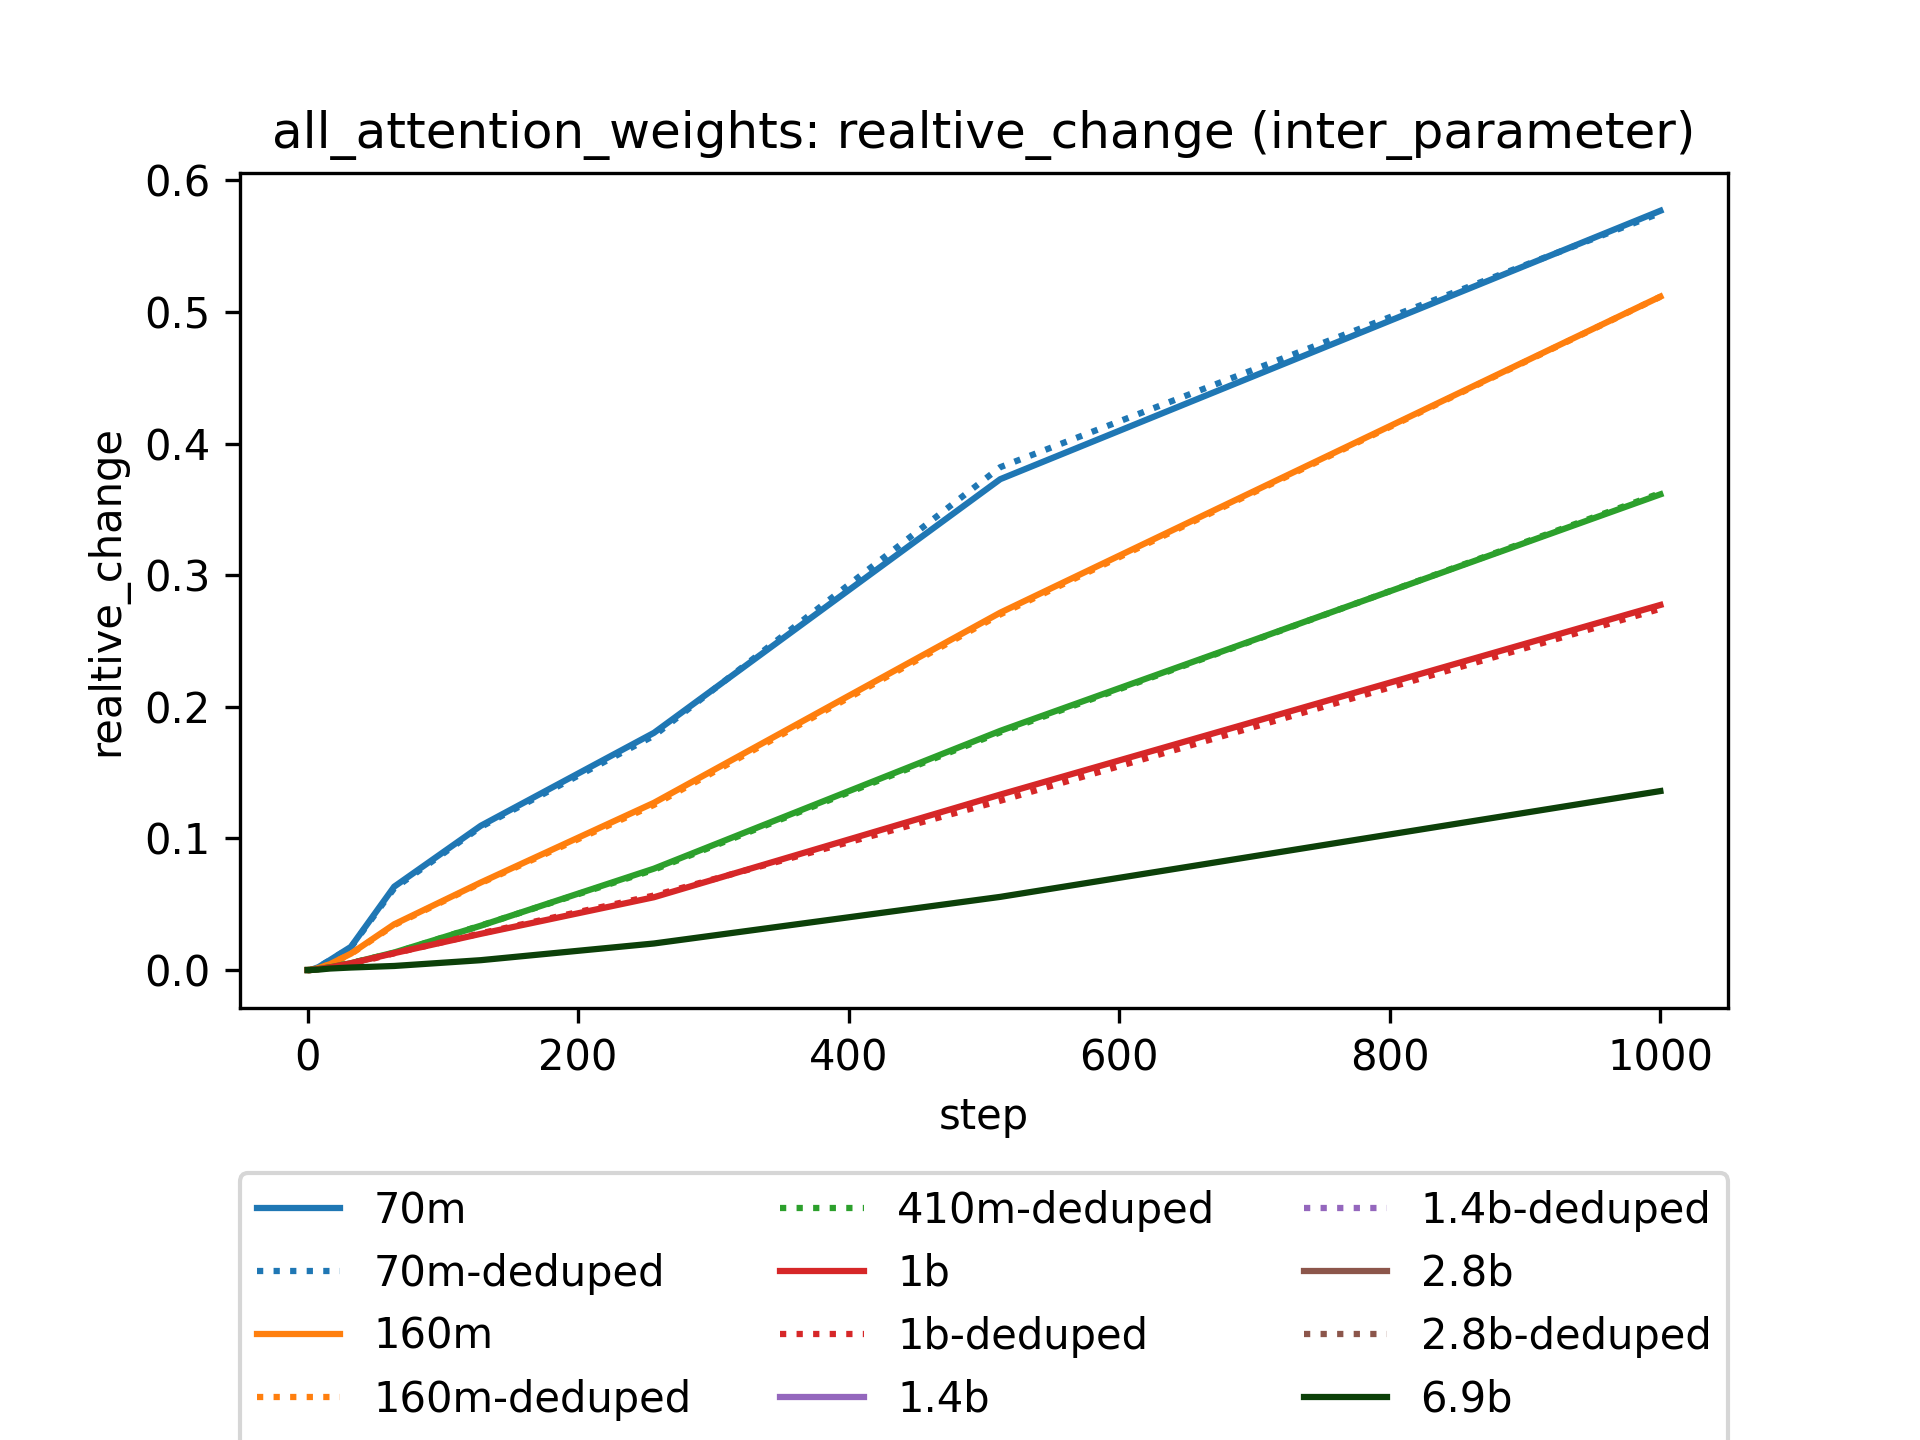 all_attention_weights: realtive_change (inter_parameter)
realtive_change
0.6
0.5
0.4
0.3
0.2
0.1
0.0
0 200 400 600 800 1000
step
70m
70m-deduped
160m
160m-deduped
410m-deduped
1b
1b-deduped
1.4b
1.4b-deduped
2.8b
2.8b-deduped
6.9b